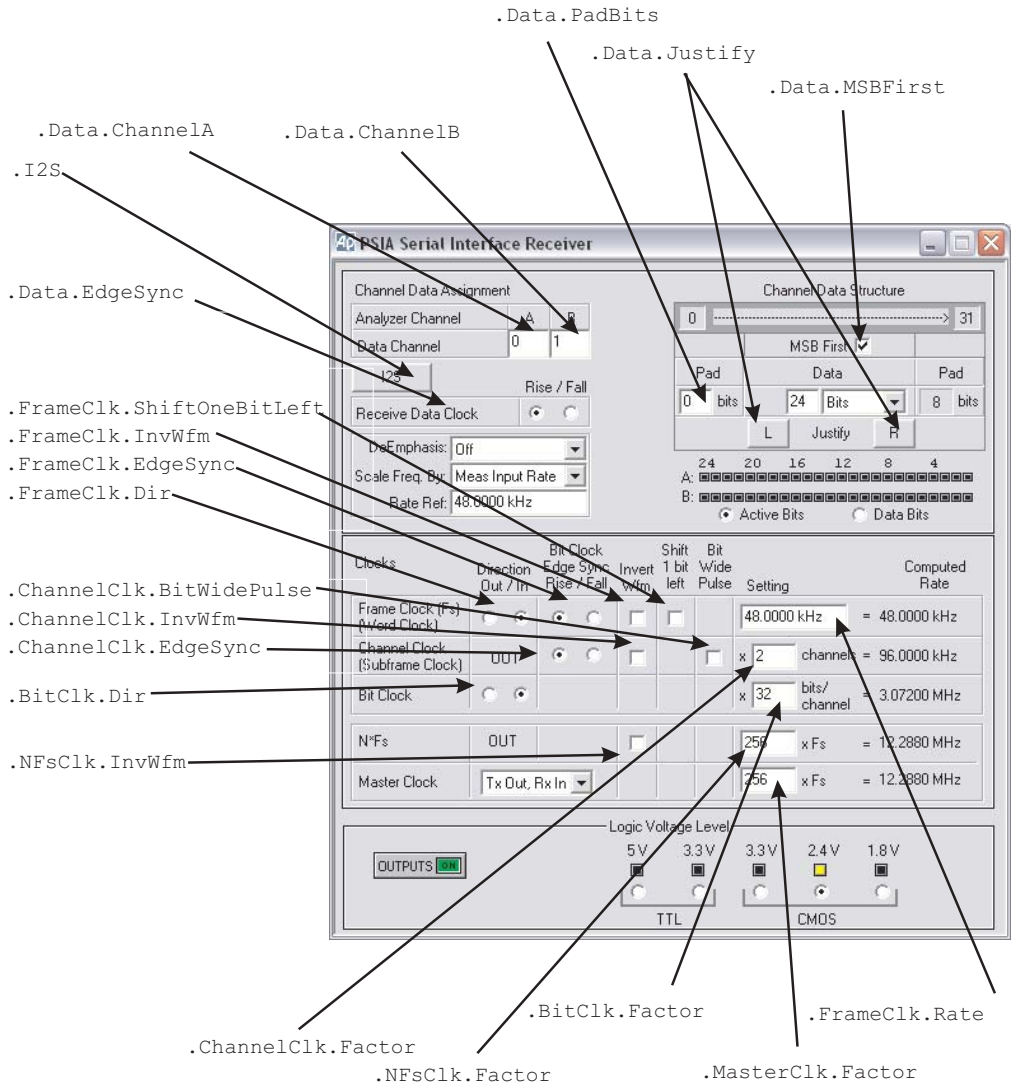 .Data.PadBits
.Data.Justify
.Data.MSBFirst
.Data.ChannelA
.Data.ChannelB
.I2S
PSIA Serial Interface Receiver
.Data.EdgeSync
Channel Data Assignment
Analyzer Channel A B
Data Channel 0 1
I2S
Rise / Fall
Receive Data Clock
DeEmphasis: Off
Scale Freq. By: Meas Input Rate
Rate Ref: 48.0000 kHz
Channel Data Structure
0 31
MSB First
Pad Data Pad
0 bits 24 Bits 8 bits
L Justify R
24 20 16 12 8 4
A:
B:
Active Bits Data Bits
.FrameClk.ShiftOneBitLeft
.FrameClk.InvWfm
.FrameClk.EdgeSync
.FrameClk.Dir
.ChannelClk.BitWidePulse
.ChannelClk.InvWfm
.ChannelClk.EdgeSync
.BitClk.Dir
.NFsClk.InvWfm
Clocks
Direction Out / In
Bit Clock Edge Sync Rise / Fall
Invert Wfm
Shift 1 bit left
Bit Wide Pulse
Setting
Computed Rate
Frame Clock (Fs)
(Word Clock)
48.0000 kHz = 48.0000 kHz
Channel Clock
(Subframe Clock)
OUT
x 2 channels = 96.0000 kHz
Bit Clock
x 32 bits/channel = 3.07200 MHz
N*Fs OUT 256 x Fs = 12.2880 MHz
Master Clock Tx Out, Rx In 256 x Fs = 12.2880 MHz
Logic Voltage Level
OUTPUTS ON
5 V 3.3 V 3.3 V 2.4 V 1.8 V
TTL CMOS
.BitClk.Factor
.FrameClk.Rate
.ChannelClk.Factor
.NFsClk.Factor
.MasterClk.Factor